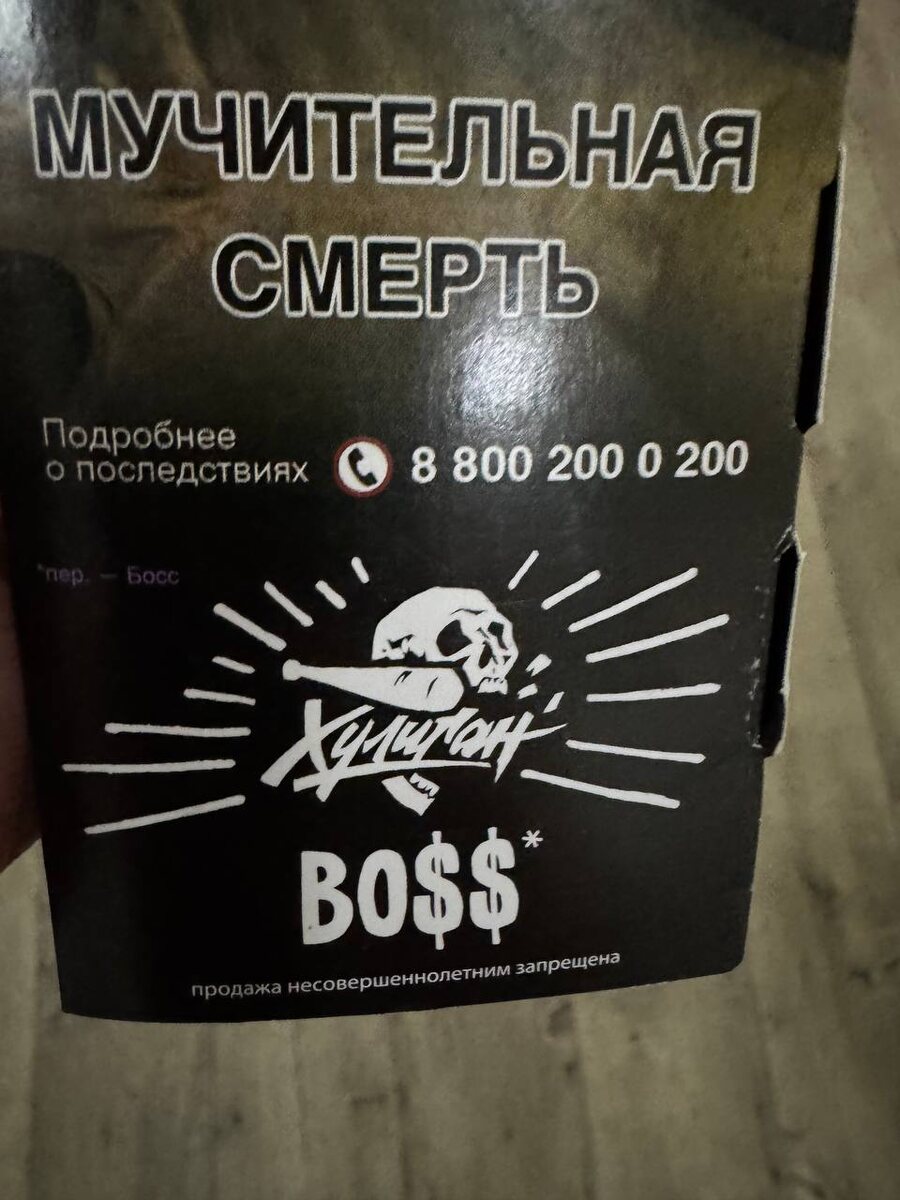 МУЧИТЕЛЬНАЯ
СМЕРТЬ
Подробнее
о последствиях
8 800 200 0 200
*пер. – Босс
Хулиган
BO$$*
продажа несовершеннолетним запрещена